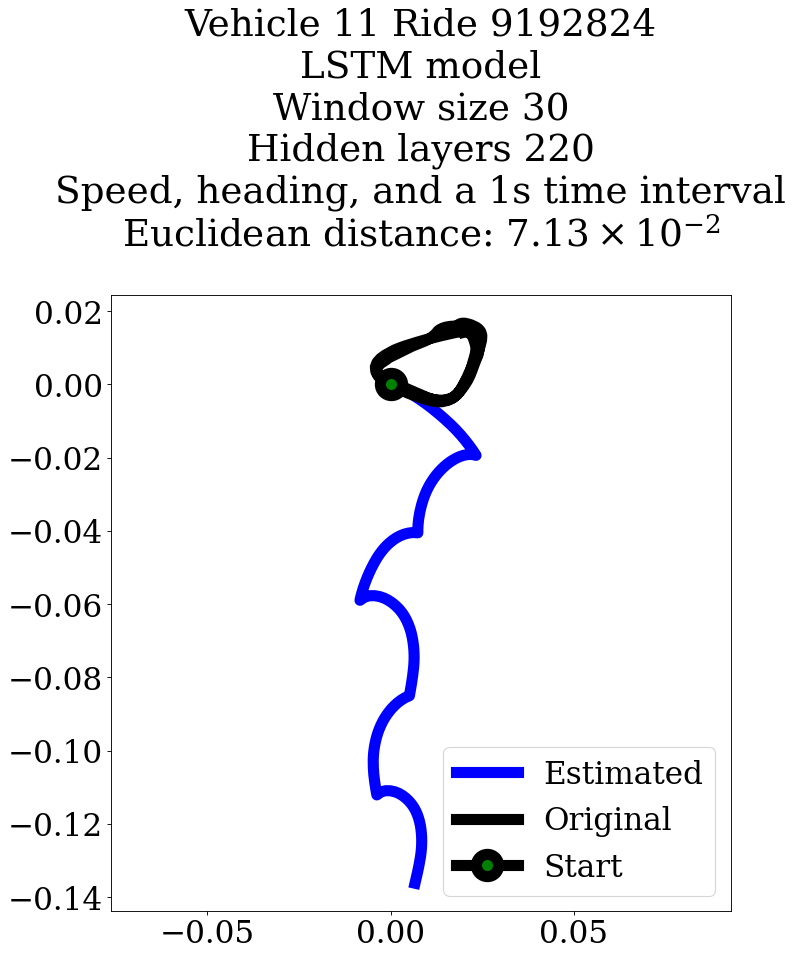 Vehicle 11 Ride 9192824
LSTM model
Window size 30
Hidden layers 220
Speed, heading, and a 1s time interval
Euclidean distance: 7.13 × 10⁻²
0.02
0.00
−0.02
−0.04
−0.06
−0.08
−0.10
−0.12
−0.14
Estimated
Original
Start
−0.05
0.00
0.05